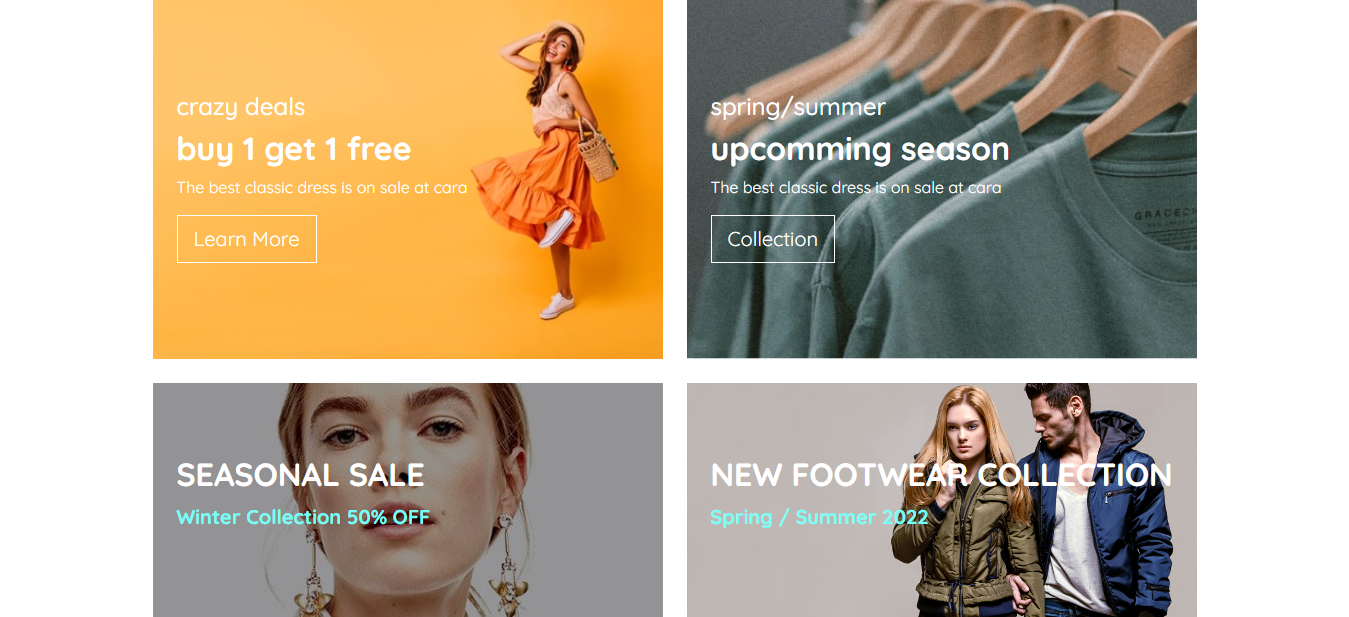 crazy deals
buy 1 get 1 free
The best classic dress is on sale at cara
Learn More
spring/summer
upcomming season
The best classic dress is on sale at cara
Collection
SEASONAL SALE
Winter Collection 50% OFF
NEW FOOTWEAR COLLECTION
Spring / Summer 2022